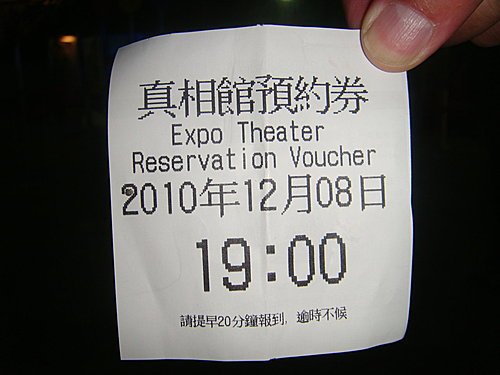 真相館預約券
Expo Theater
Reservation Voucher
2010年12月08日
19:00
請提早20分鐘報到, 逾時不候